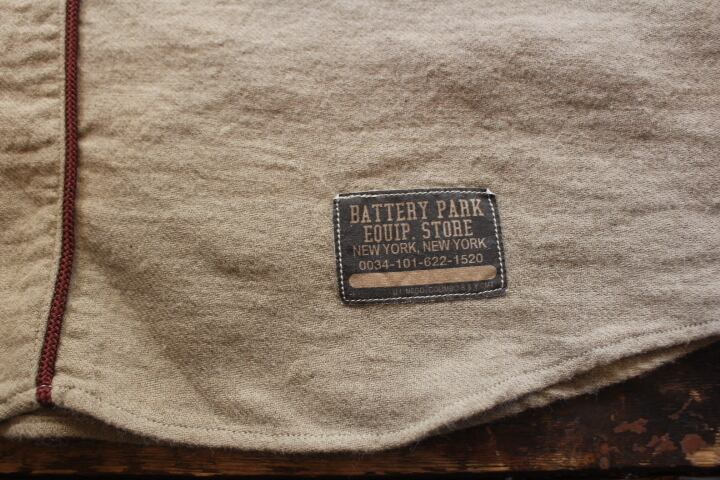 BATTERY PARK
EQUIP. STORE
NEW YORK, NEW YORK
0034-101-622-1520